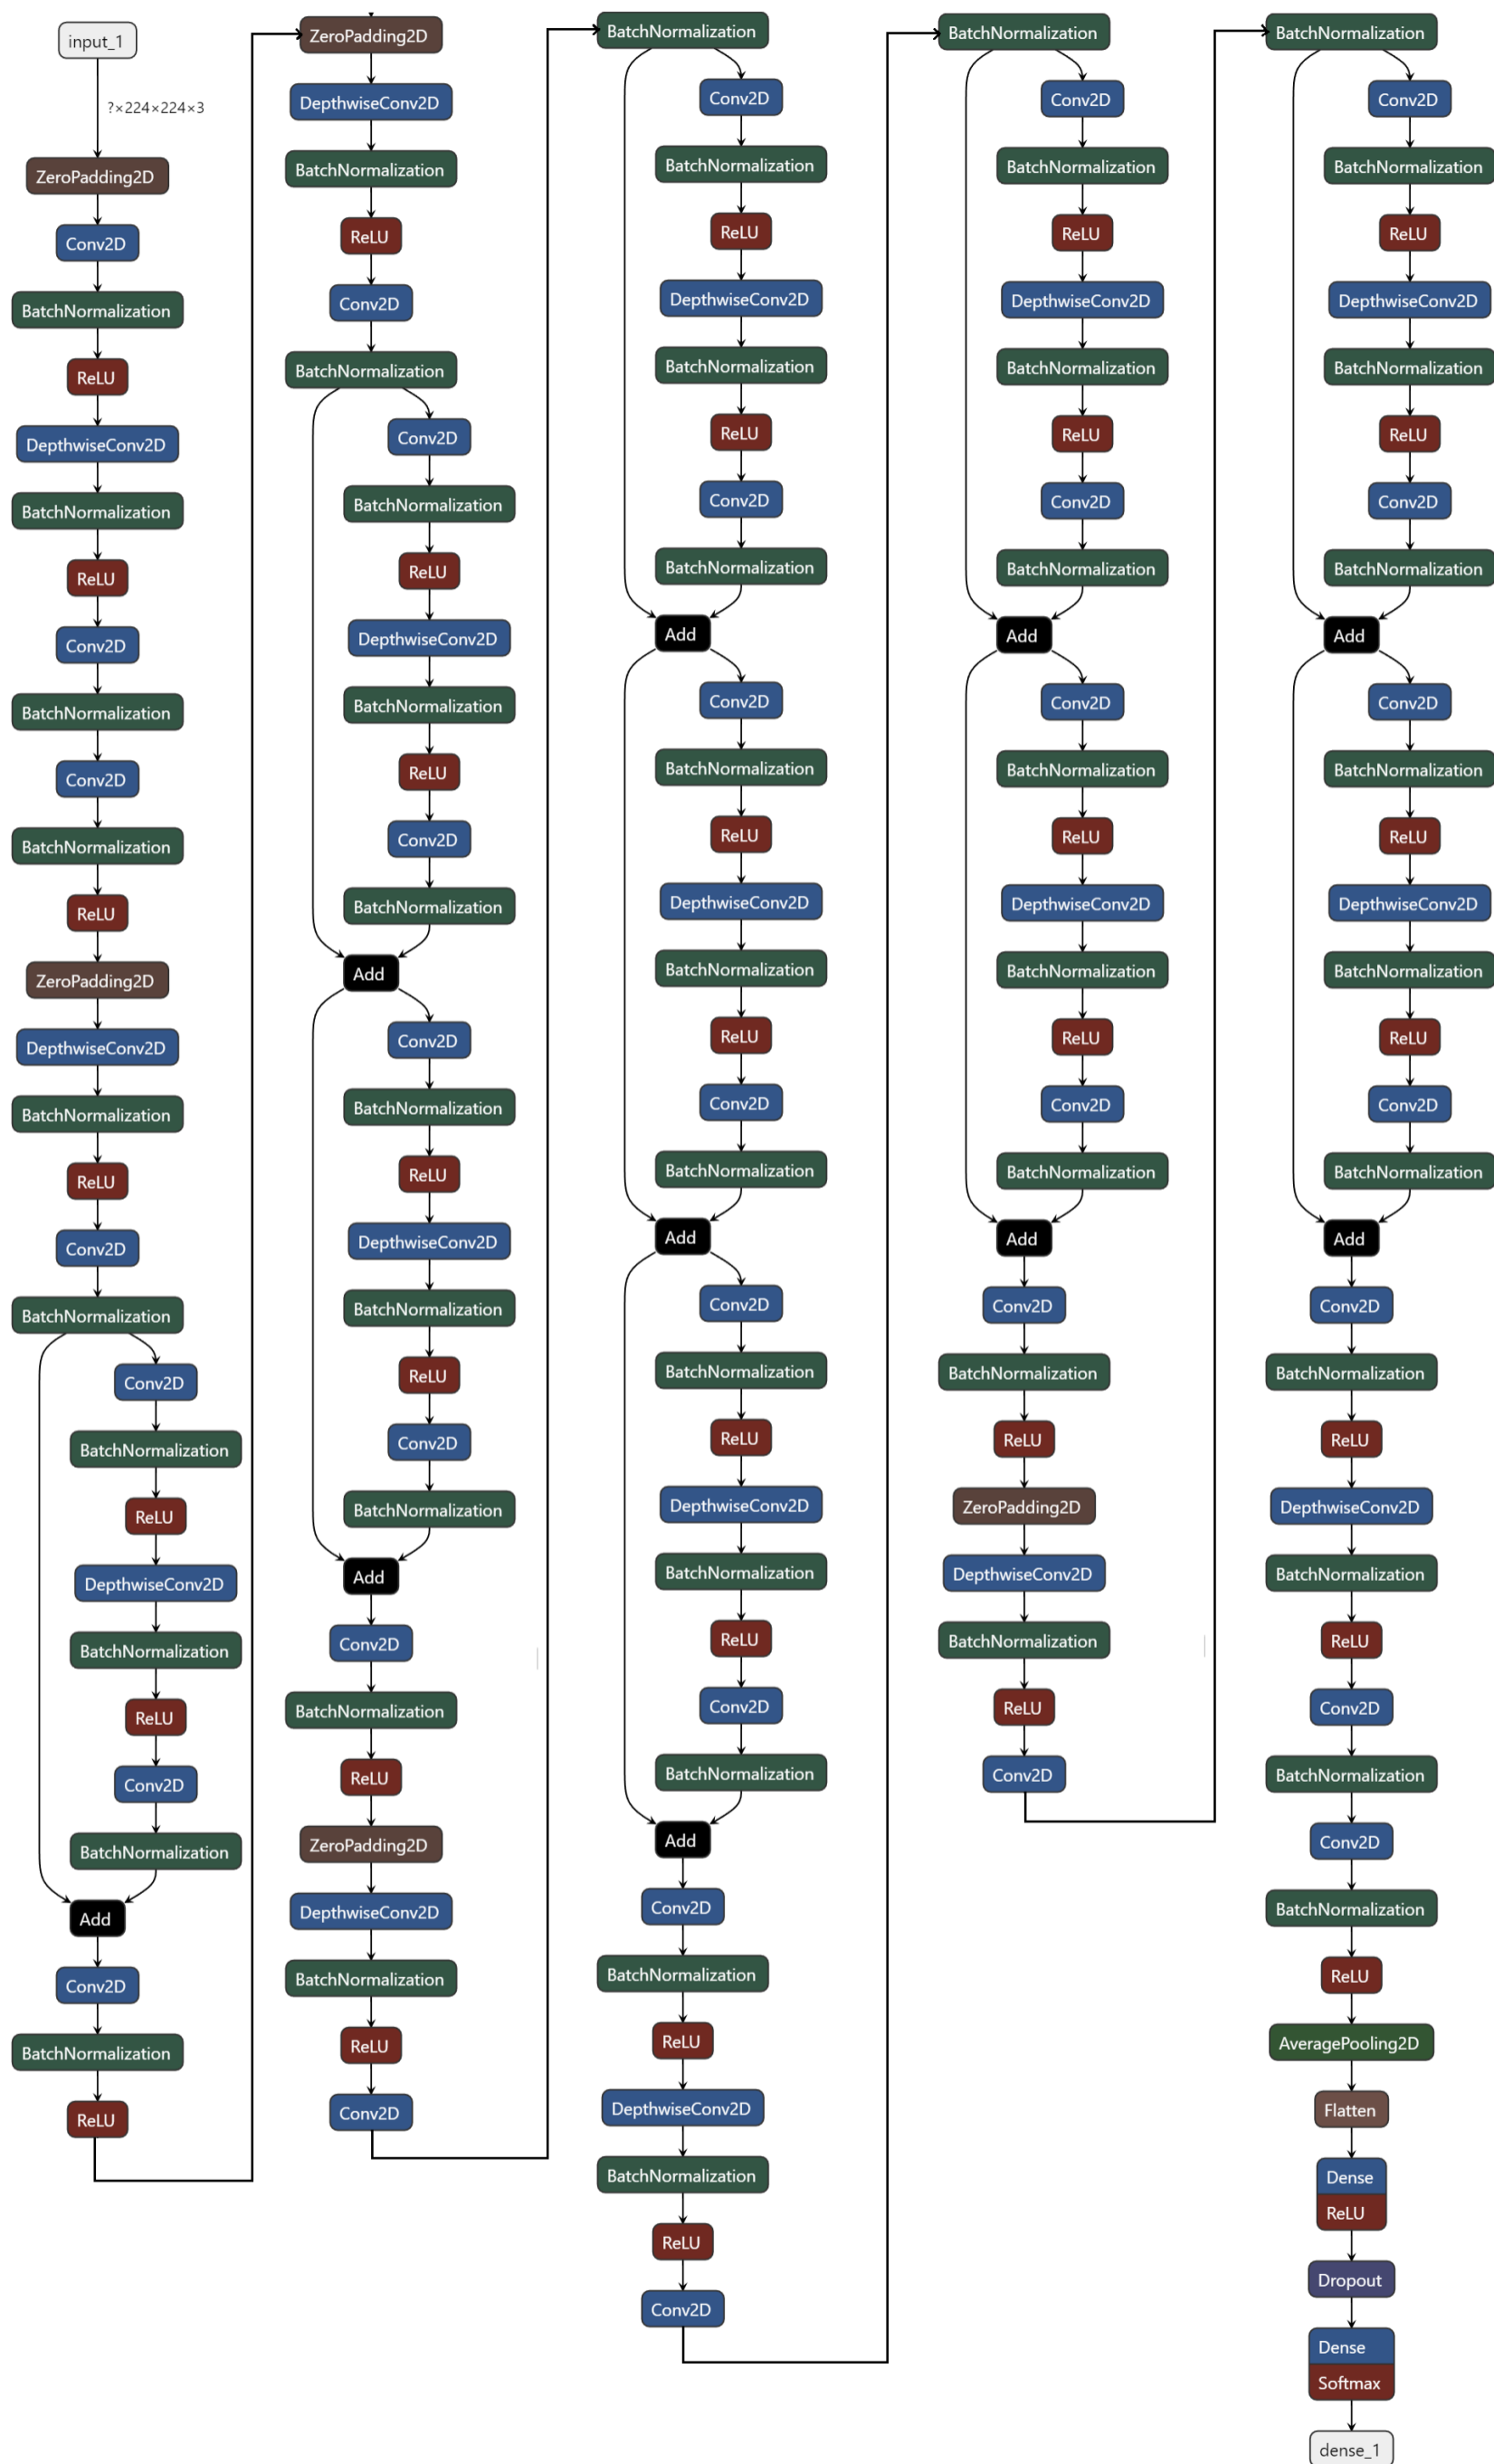 input_1
?×224×224×3
ZeroPadding2D
Conv2D
BatchNormalization
ReLU
DepthwiseConv2D
BatchNormalization
ReLU
Conv2D
BatchNormalization
Conv2D
BatchNormalization
ReLU
ZeroPadding2D
DepthwiseConv2D
BatchNormalization
ReLU
Conv2D
BatchNormalization
Conv2D
BatchNormalization
ReLU
DepthwiseConv2D
BatchNormalization
ReLU
Conv2D
BatchNormalization
Add
Conv2D
BatchNormalization
ReLU
ZeroPadding2D
DepthwiseConv2D
BatchNormalization
ReLU
Conv2D
BatchNormalization
Conv2D
BatchNormalization
ReLU
DepthwiseConv2D
BatchNormalization
ReLU
Conv2D
BatchNormalization
Add
Conv2D
BatchNormalization
ReLU
DepthwiseConv2D
BatchNormalization
ReLU
Conv2D
BatchNormalization
Add
Conv2D
BatchNormalization
ReLU
ZeroPadding2D
DepthwiseConv2D
BatchNormalization
ReLU
Conv2D
BatchNormalization
Conv2D
BatchNormalization
ReLU
DepthwiseConv2D
BatchNormalization
ReLU
Conv2D
BatchNormalization
Add
Conv2D
BatchNormalization
ReLU
DepthwiseConv2D
BatchNormalization
ReLU
Conv2D
BatchNormalization
Add
Conv2D
BatchNormalization
ReLU
DepthwiseConv2D
BatchNormalization
ReLU
Conv2D
BatchNormalization
Add
Conv2D
BatchNormalization
ReLU
DepthwiseConv2D
BatchNormalization
ReLU
Conv2D
BatchNormalization
Conv2D
BatchNormalization
ReLU
DepthwiseConv2D
BatchNormalization
ReLU
Conv2D
BatchNormalization
Add
Conv2D
BatchNormalization
ReLU
DepthwiseConv2D
BatchNormalization
ReLU
Conv2D
BatchNormalization
Add
Conv2D
BatchNormalization
ReLU
ZeroPadding2D
DepthwiseConv2D
BatchNormalization
ReLU
Conv2D
BatchNormalization
Conv2D
BatchNormalization
ReLU
DepthwiseConv2D
BatchNormalization
ReLU
Conv2D
BatchNormalization
Add
Conv2D
BatchNormalization
ReLU
DepthwiseConv2D
BatchNormalization
ReLU
Conv2D
BatchNormalization
Add
Conv2D
BatchNormalization
ReLU
DepthwiseConv2D
BatchNormalization
ReLU
Conv2D
BatchNormalization
Conv2D
BatchNormalization
ReLU
AveragePooling2D
Flatten
Dense
ReLU
Dropout
Dense
Softmax
dense_1